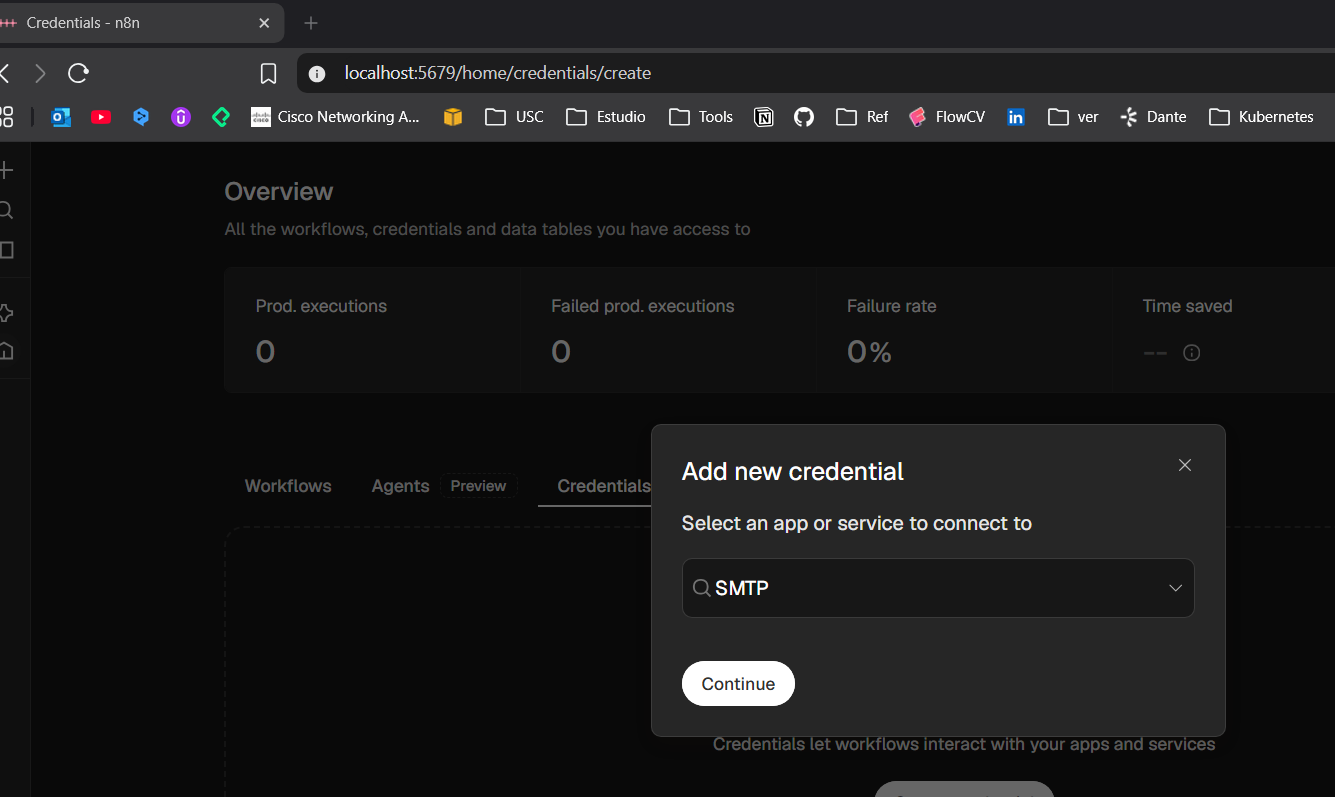 Credentials - n8n
localhost:5679/home/credentials/create
Cisco Networking A... USC Estudio Tools Ref FlowCV in ver Dante Kubernetes
Overview
All the workflows, credentials and data tables you have access to
Prod. executions Failed prod. executions Failure rate Time saved
0 0 0% --
Workflows Agents Preview Credentials
Add new credential
Select an app or service to connect to
SMTP
Continue
Credentials let workflows interact with your apps and services